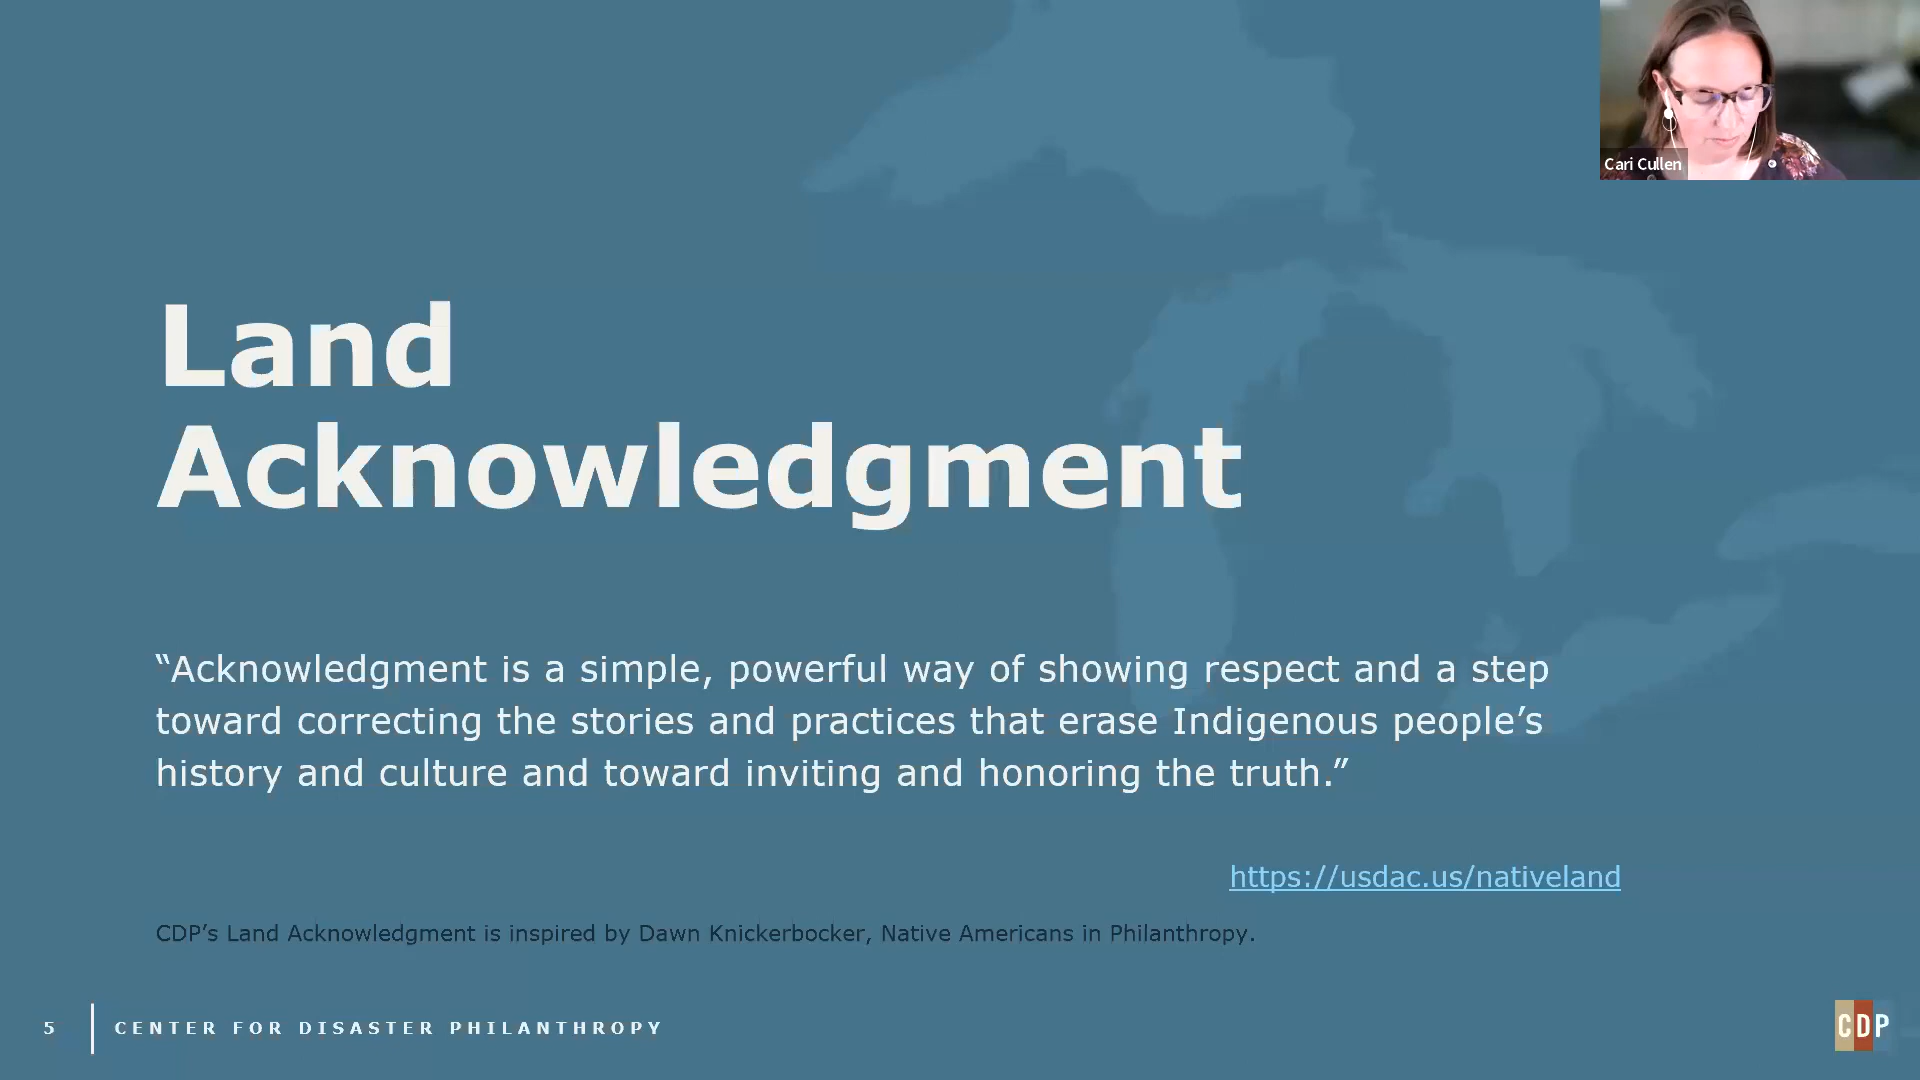 Cari Cullen
Land
Acknowledgment
“Acknowledgment is a simple, powerful way of showing respect and a step
toward correcting the stories and practices that erase Indigenous people’s
history and culture and toward inviting and honoring the truth.”
https://usdac.us/nativeland
CDP’s Land Acknowledgment is inspired by Dawn Knickerbocker, Native Americans in Philanthropy.
5 CENTER FOR DISASTER PHILANTHROPY
CDP